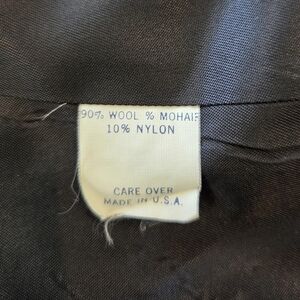 90% WOOL % MOHAIR
10% NYLON
CARE OVER
MADE IN U.S.A.